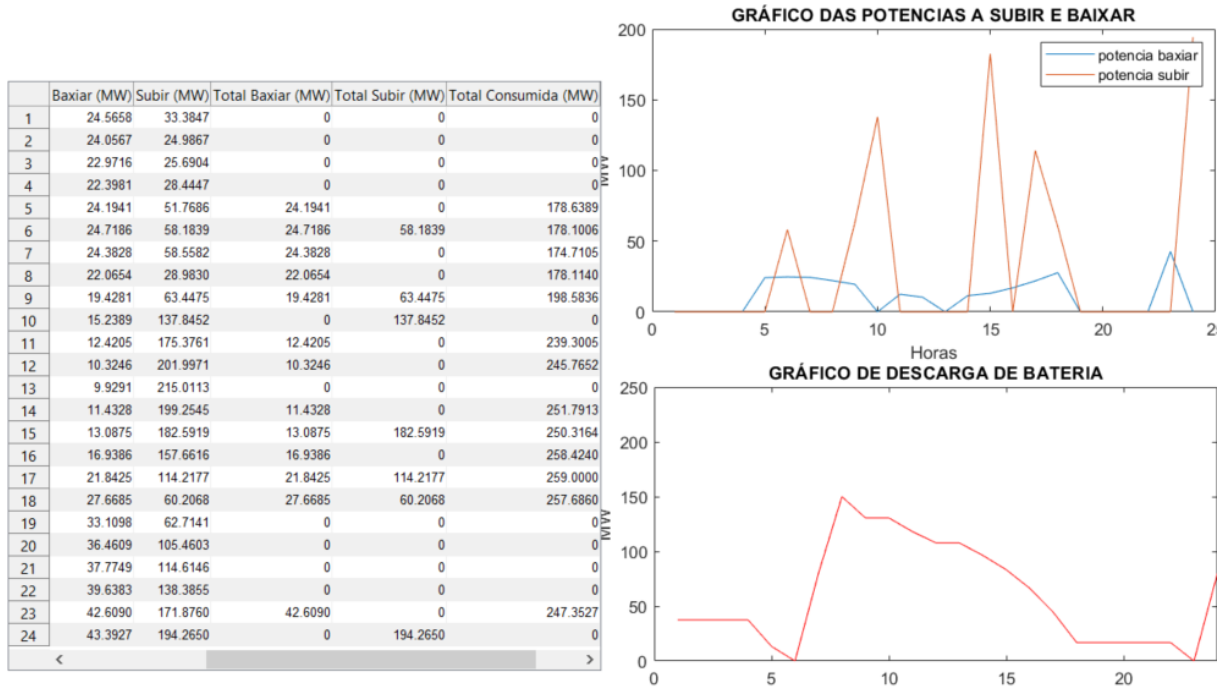 Baxiar (MW) Subir (MW) Total Baxiar (MW) Total Subir (MW) Total Consumida (MW)
1 24.5658 33.3847 0 0 0
2 24.0567 24.9867 0 0 0
3 22.9716 25.6904 0 0 0
4 22.3981 28.4447 0 0 0
5 24.1941 51.7686 24.1941 0 178.6389
6 24.7186 58.1839 24.7186 58.1839 178.1006
7 24.3828 58.5582 24.3828 0 174.7105
8 22.0654 28.9830 22.0654 0 178.1140
9 19.4281 63.4475 19.4281 63.4475 198.5836
10 15.2389 137.8452 0 137.8452 0
11 12.4205 175.3761 12.4205 0 239.3005
12 10.3246 201.9971 10.3246 0 245.7652
13 9.9291 215.0113 0 0 0
14 11.4328 199.2545 11.4328 0 251.7913
15 13.0875 182.5919 13.0875 182.5919 250.3164
16 16.9386 157.6616 16.9386 0 258.4240
17 21.8425 114.2177 21.8425 114.2177 259.0000
18 27.6685 60.2068 27.6685 60.2068 257.6860
19 33.1098 62.7141 0 0 0
20 36.4609 105.4603 0 0 0
21 37.7749 114.6146 0 0 0
22 39.6383 138.3855 0 0 0
23 42.6090 171.8760 42.6090 0 247.3527
24 43.3927 194.2650 0 194.2650 0
GRÁFICO DAS POTENCIAS A SUBIR E BAIXAR
potencia baxiar
potencia subir
200
150
100
50
0
MW
0 5 10 15 20 2
Horas
GRÁFICO DE DESCARGA DE BATERIA
250
200
150
100
50
0
MW
0 5 10 15 20